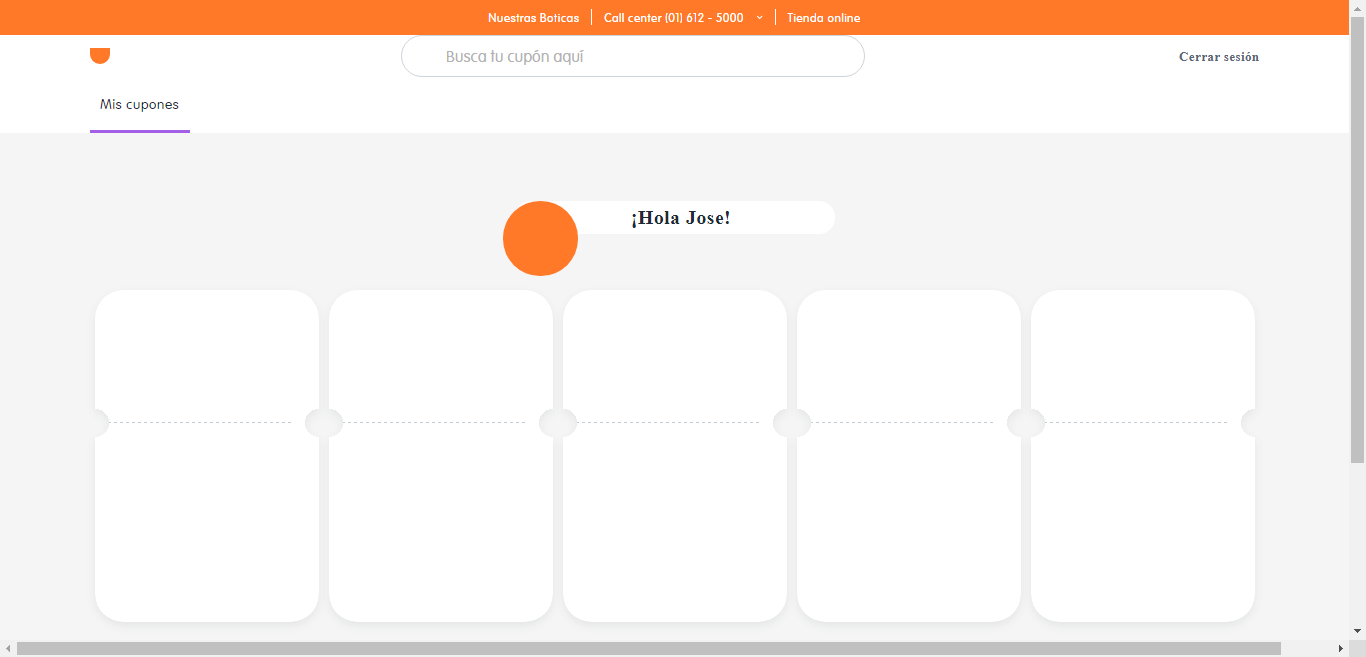 Nuestras Boticas
Call center (01) 612 - 5000
Tienda online
Busca tu cupón aquí
Cerrar sesión
Mis cupones
¡Hola Jose!